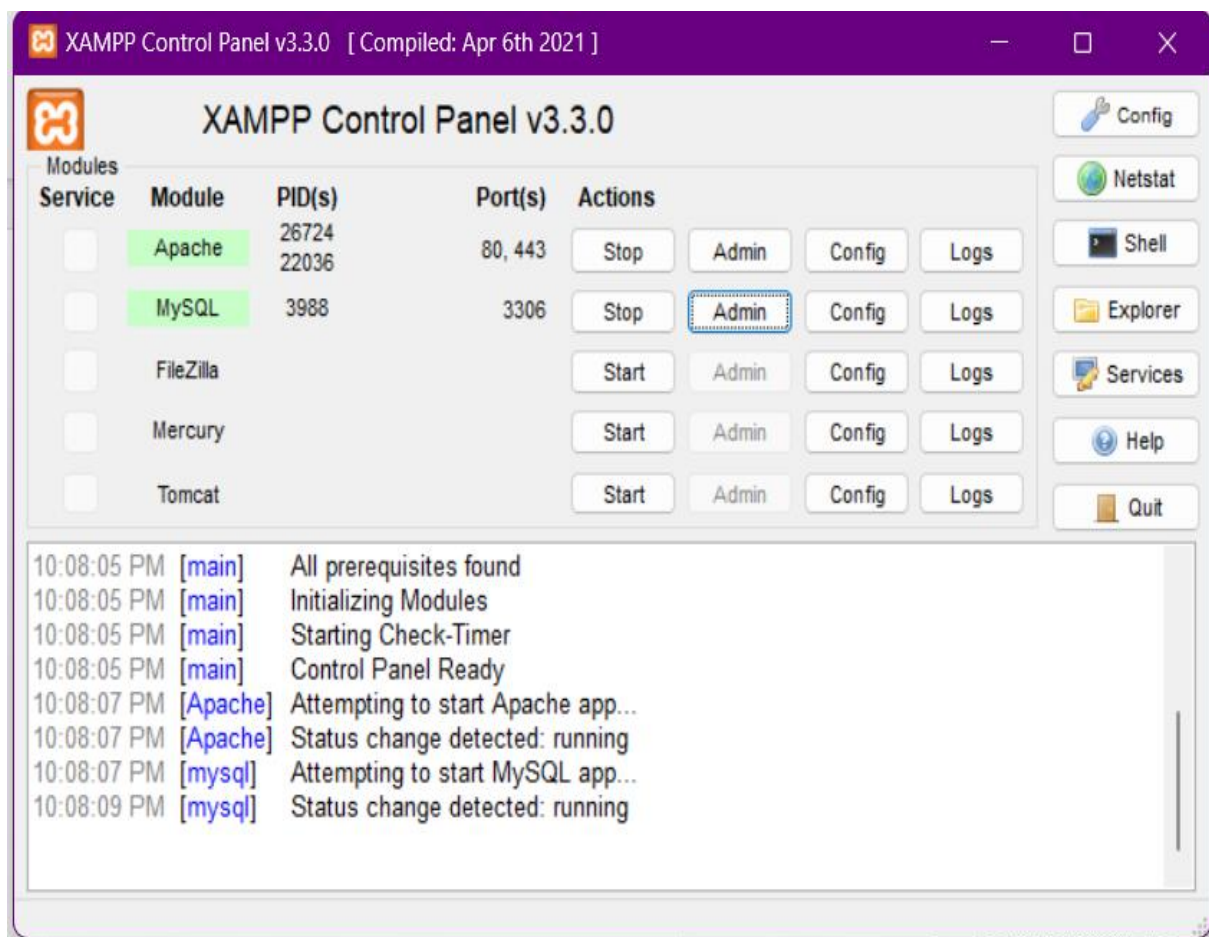 XAMPP Control Panel v3.3.0 [ Compiled: Apr 6th 2021 ]
XAMPP Control Panel v3.3.0
Config
Modules
Netstat
Service Module PID(s) Port(s) Actions
Apache 26724 22036 80, 443 Stop Admin Config Logs
Shell
MySQL 3988 3306 Stop Admin Config Logs
Explorer
FileZilla Start Admin Config Logs
Services
Mercury Start Admin Config Logs
Help
Tomcat Start Admin Config Logs
Quit
10:08:05 PM [main] All prerequisites found
10:08:05 PM [main] Initializing Modules
10:08:05 PM [main] Starting Check-Timer
10:08:05 PM [main] Control Panel Ready
10:08:07 PM [Apache] Attempting to start Apache app...
10:08:07 PM [Apache] Status change detected: running
10:08:07 PM [mysql] Attempting to start MySQL app...
10:08:09 PM [mysql] Status change detected: running